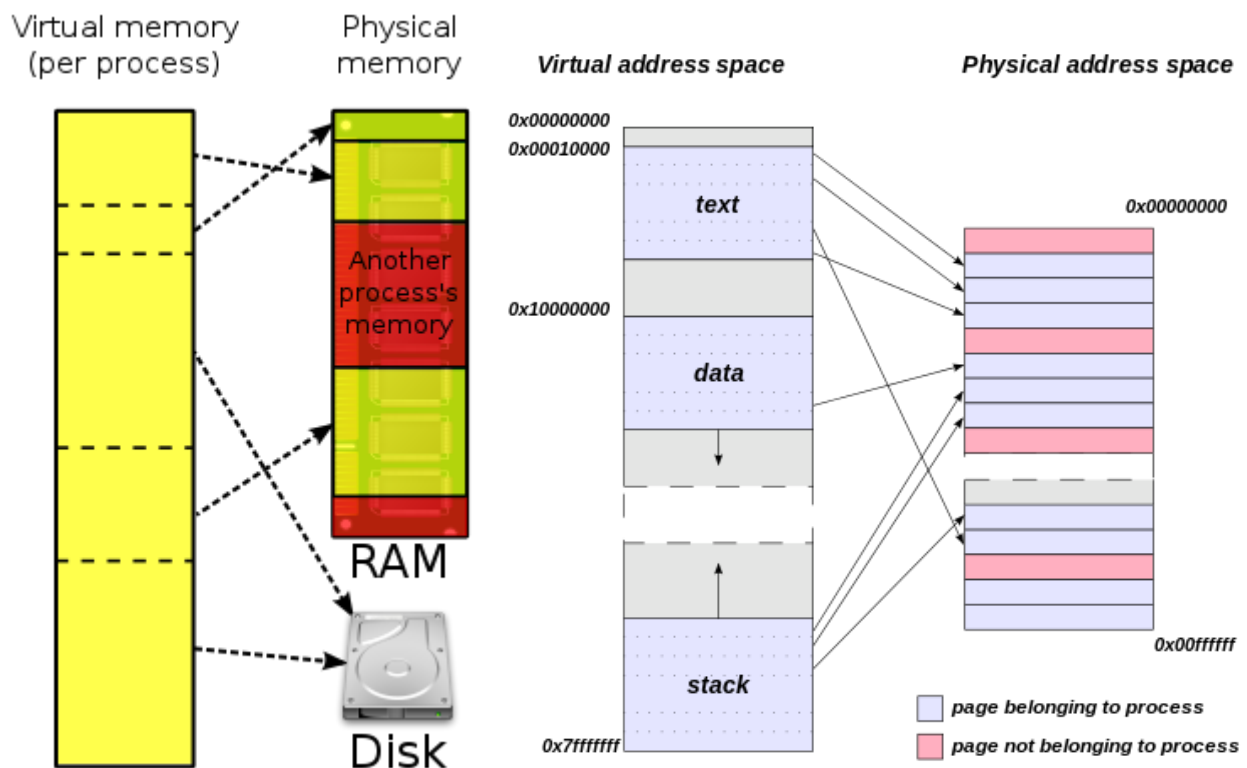 Virtual memory
(per process)
Physical
memory
Another
process's
memory
RAM
Disk
Virtual address space
Physical address space
0x00000000
0x00010000
text
0x10000000
data
stack
0x7fffffff
0x00000000
0x00ffffff
page belonging to process
page not belonging to process